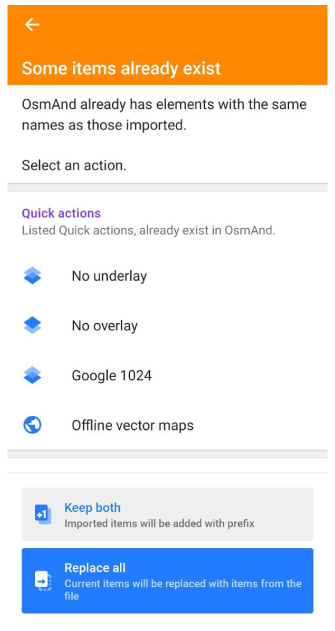 Some items already exist
OsmAnd already has elements with the same
names as those imported.
Select an action.
Quick actions
Listed Quick actions, already exist in OsmAnd.
No underlay
No overlay
Google 1024
Offline vector maps
+1
Keep both
Imported items will be added with prefix
Replace all
Current items will be replaced with items from the
file